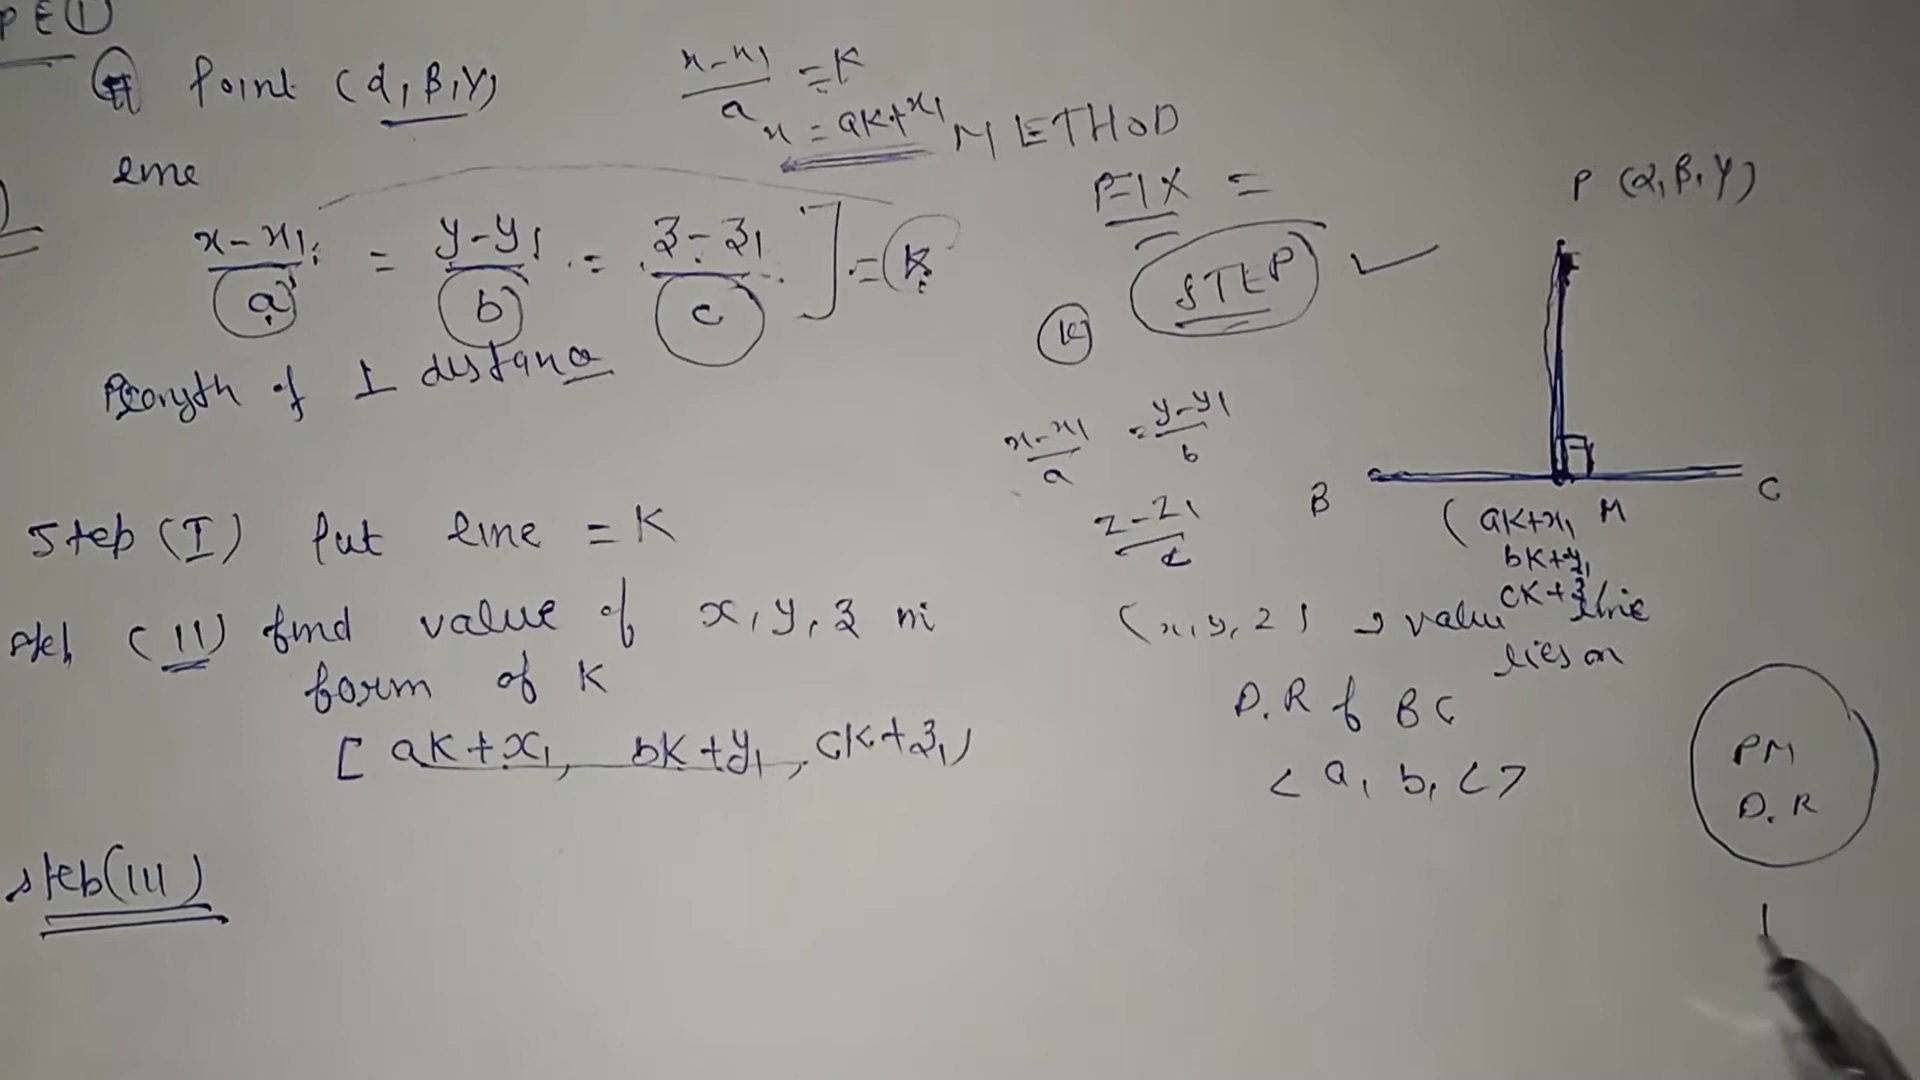 PE ①
# Point (α, β, γ)
line
x-x₁/a = y-y₁/b = z-z₁/c ] = K
Length of ⊥ distance
Step (I) Put line = K
Step (II) find value of x, y, z in
form of K
[ aK+x₁, bK+y₁, cK+z₁)
Step (III)
x-x₁/a = K
x = aK+x₁
METHOD
FIX =
STEP ✓
K
x-x₁/a = y-y₁/b
z-z₁/c
(x, y, z) → value line
lies on
D.R of BC
< a, b, c >
P (α, β, γ)
B M C
( aK+x₁
bK+y₁
cK+z₁
PM
D.R